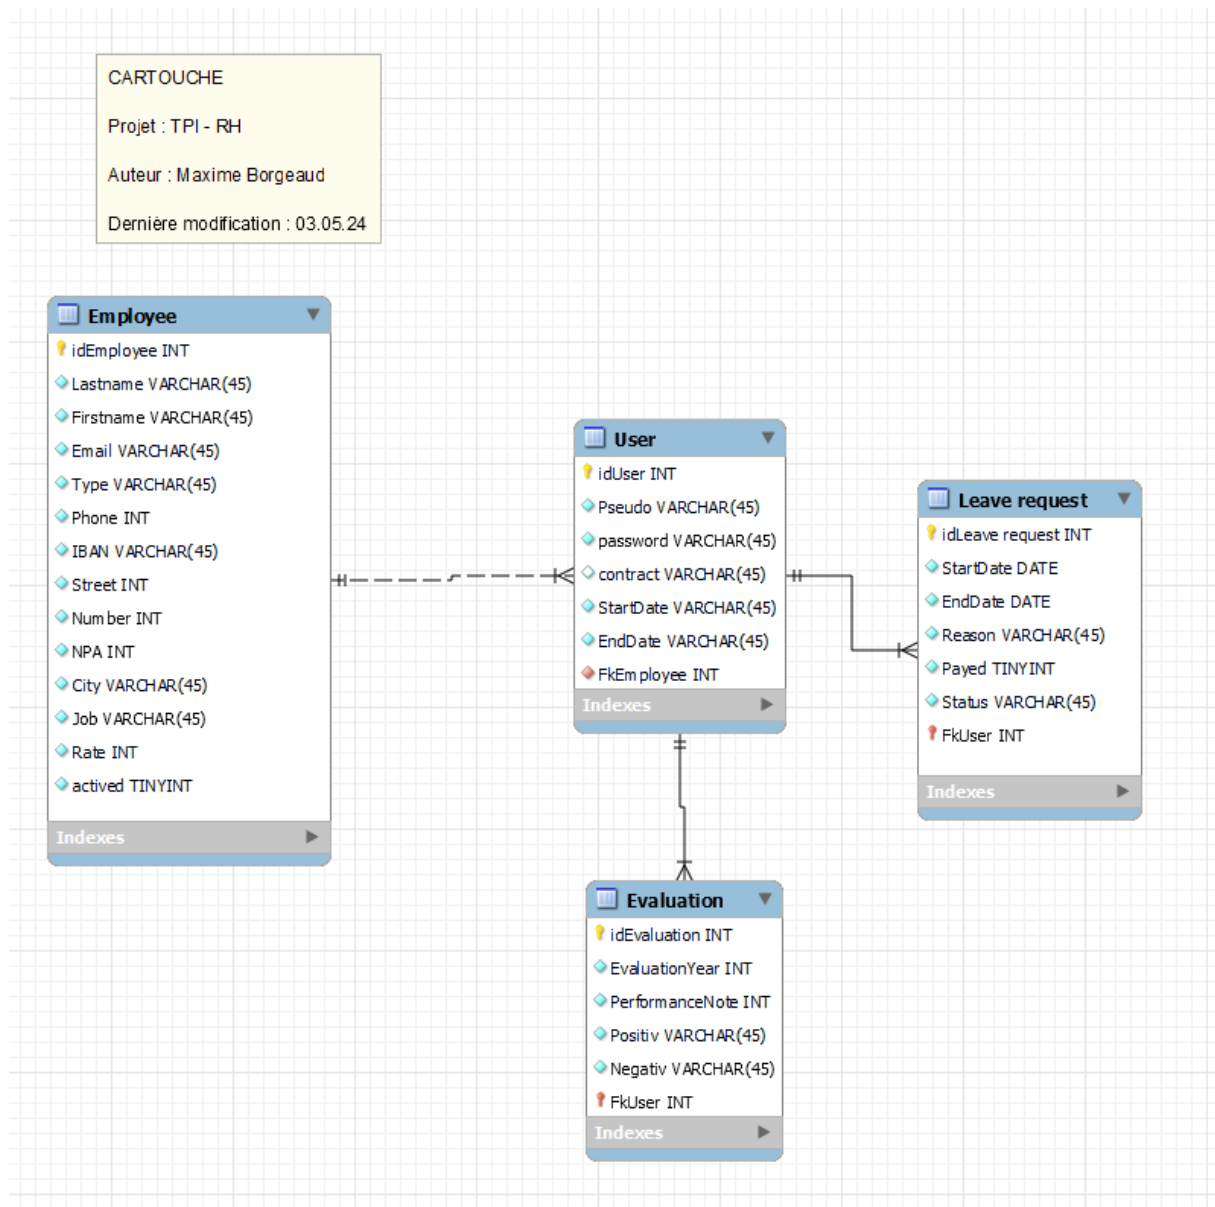 CARTOUCHE
Projet : TPI - RH
Auteur : Maxime Borgeaud
Dernière modification : 03.05.24
Employee
idEmployee INT
Lastname VARCHAR(45)
Firstname VARCHAR(45)
Email VARCHAR(45)
Type VARCHAR(45)
Phone INT
IBAN VARCHAR(45)
Street INT
Number INT
NPA INT
City VARCHAR(45)
Job VARCHAR(45)
Rate INT
actived TINYINT
Indexes
User
idUser INT
Pseudo VARCHAR(45)
password VARCHAR(45)
contract VARCHAR(45)
StartDate VARCHAR(45)
EndDate VARCHAR(45)
FkEmployee INT
Indexes
Leave request
idLeave request INT
StartDate DATE
EndDate DATE
Reason VARCHAR(45)
Payed TINYINT
Status VARCHAR(45)
FkUser INT
Indexes
Evaluation
idEvaluation INT
EvaluationYear INT
PerformanceNote INT
Positiv VARCHAR(45)
Negativ VARCHAR(45)
FkUser INT
Indexes